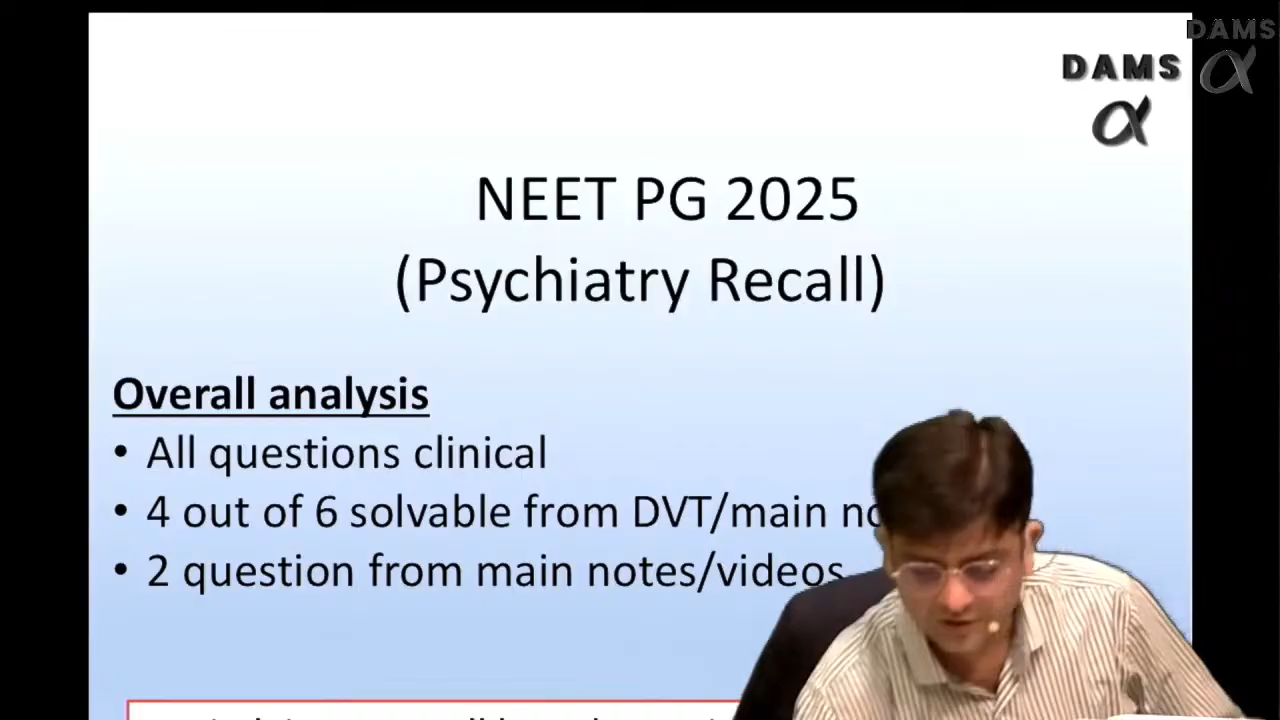 DAMS
DAMS
α
α
NEET PG 2025
(Psychiatry Recall)
Overall analysis
• All questions clinical
• 4 out of 6 solvable from DVT/main
• 2 question from main notes/videos